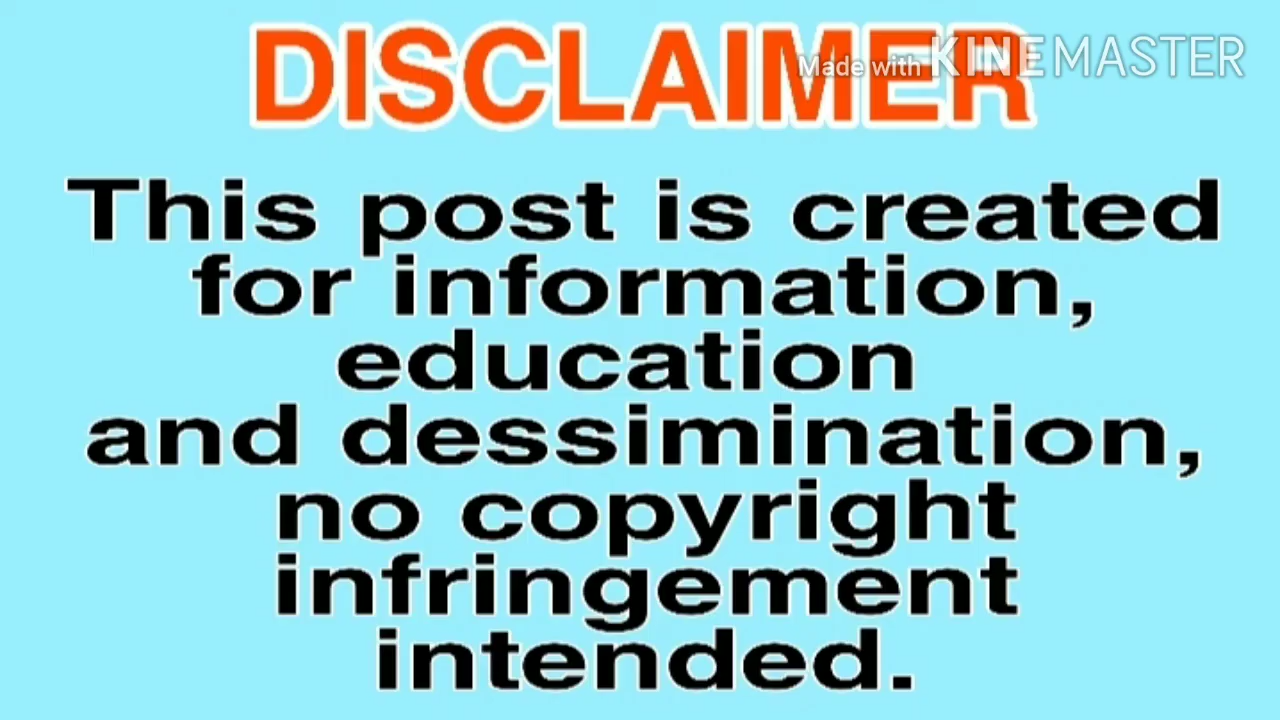 DISCLAIMER
Made with KINEMASTER
This post is created
for information,
education
and dessimination,
no copyright
infringement
intended.